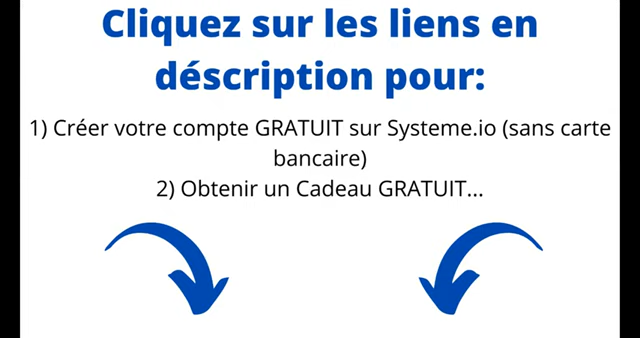 Cliquez sur les liens en
déscription pour:
1) Créer votre compte GRATUIT sur Systeme.io (sans carte
bancaire)
2) Obtenir un Cadeau GRATUIT...